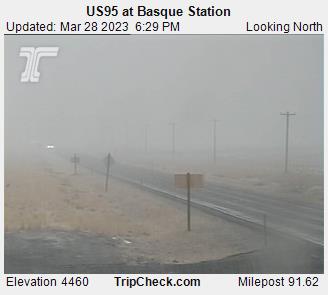 US95 at Basque Station
Updated: Mar 28 2023  6:29 PM
Looking North
Elevation 4460
TripCheck.com
Milepost 91.62